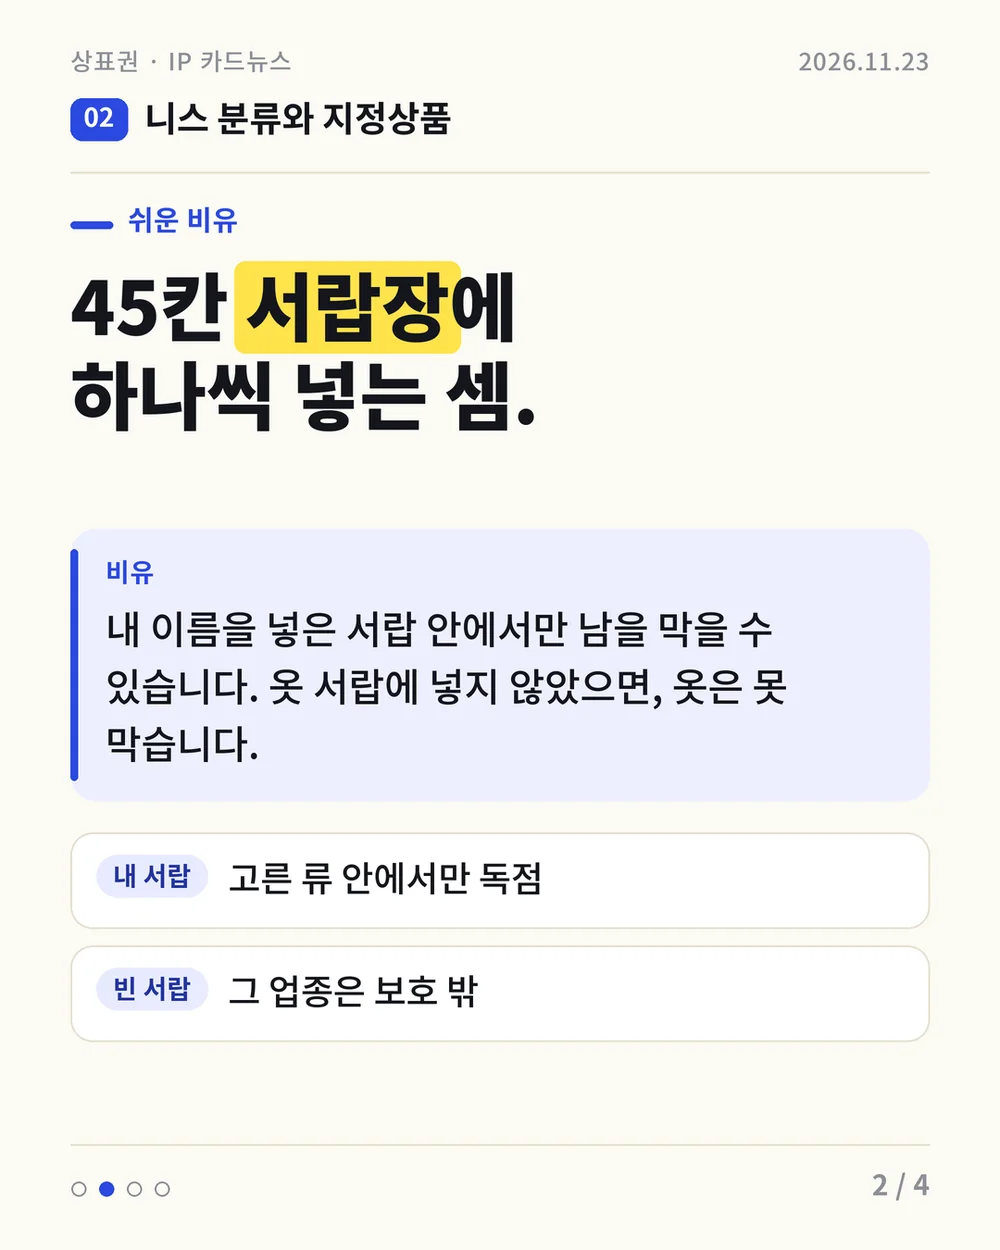 상표권 · IP 카드뉴스
2026.11.23
02 니스 분류와 지정상품
쉬운 비유
45칸 서랍장에
하나씩 넣는 셈.
비유
내 이름을 넣은 서랍 안에서만 남을 막을 수
있습니다. 옷 서랍에 넣지 않았으면, 옷은 못
막습니다.
내 서랍 고른 류 안에서만 독점
빈 서랍 그 업종은 보호 밖
2 / 4